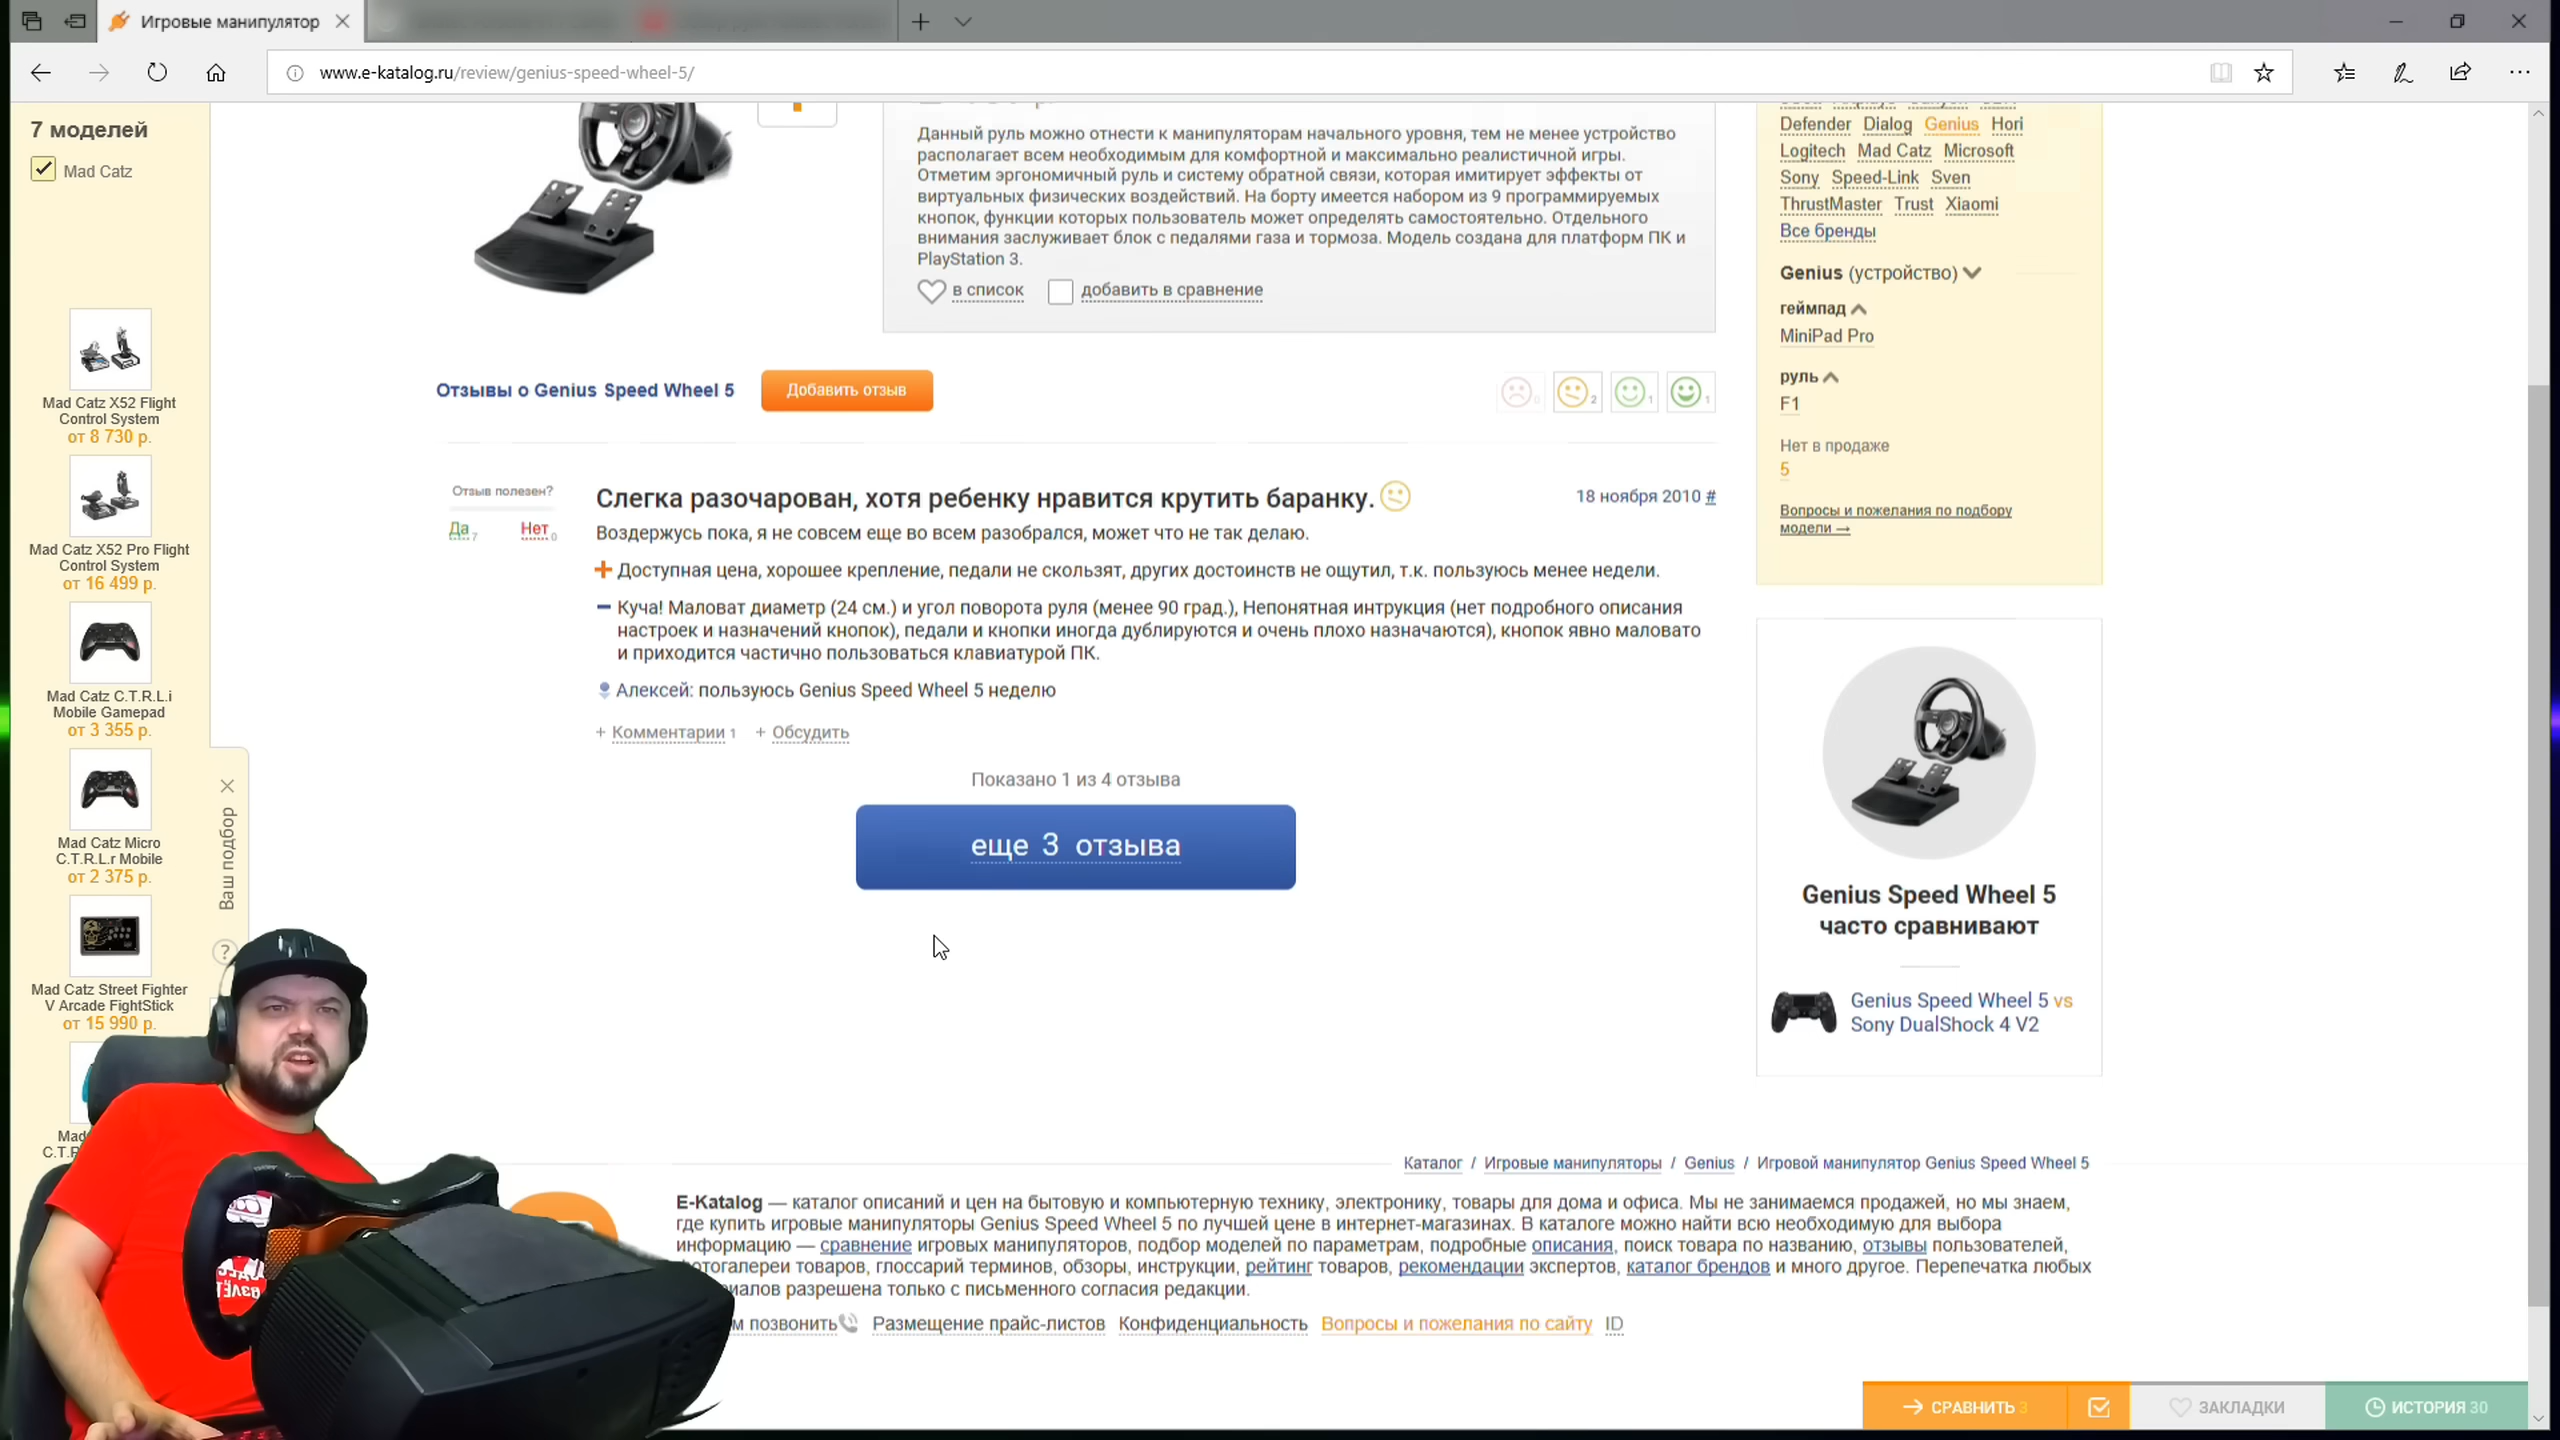 Игровые манипулятор
www.e-katalog.ru/review/genius-speed-wheel-5/
7 моделей
Mad Catz
Mad Catz X52 Flight
Control System
от 8 730 р.
Mad Catz X52 Pro Flight
Control System
от 16 499 р.
Mad Catz C.T.R.L.i
Mobile Gamepad
от 3 355 р.
Mad Catz Micro
C.T.R.L.r Mobile
от 2 375 р.
Mad Catz Street Fighter
V Arcade FightStick
от 15 990 р.
Ваш подбор
?
Данный руль можно отнести к манипуляторам начального уровня, тем не менее устройство
располагает всем необходимым для комфортной и максимально реалистичной игры.
Отметим эргономичный руль и систему обратной связи, которая имитирует эффекты от
виртуальных физических воздействий. На борту имеется набором из 9 программируемых
кнопок, функции которых пользователь может определять самостоятельно. Отдельного
внимания заслуживает блок с педалями газа и тормоза. Модель создана для платформ ПК и
PlayStation 3.
в список добавить в сравнение
Отзывы о Genius Speed Wheel 5
Добавить отзыв
0 2 1 1
Отзыв полезен?
Да 7 Нет 0
Слегка разочарован, хотя ребенку нравится крутить баранку.
18 ноября 2010 #
Воздержусь пока, я не совсем еще во всем разобрался, может что не так делаю.
Доступная цена, хорошее крепление, педали не скользят, других достоинств не ощутил, т.к. пользуюсь менее недели.
Куча! Маловат диаметр (24 см.) и угол поворота руля (менее 90 град.), Непонятная интрукция (нет подробного описания
настроек и назначений кнопок), педали и кнопки иногда дублируются и очень плохо назначаются), кнопок явно маловато
и приходится частично пользоваться клавиатурой ПК.
Алексей: пользуюсь Genius Speed Wheel 5 неделю
+ Комментарии 1 + Обсудить
Показано 1 из 4 отзыва
еще 3 отзыва
Defender Dialog Genius Hori
Logitech Mad Catz Microsoft
Sony Speed-Link Sven
ThrustMaster Trust Xiaomi
Все бренды
Genius (устройство)
геймпад
MiniPad Pro
руль
F1
Нет в продаже
5
Вопросы и пожелания по подбору
модели →
Genius Speed Wheel 5
часто сравнивают
Genius Speed Wheel 5 vs
Sony DualShock 4 V2
Каталог / Игровые манипуляторы / Genius / Игровой манипулятор Genius Speed Wheel 5
E-Katalog — каталог описаний и цен на бытовую и компьютерную технику, электронику, товары для дома и офиса. Мы не занимаемся продажей, но мы знаем,
где купить игровые манипуляторы Genius Speed Wheel 5 по лучшей цене в интернет-магазинах. В каталоге можно найти всю необходимую для выбора
информацию — сравнение игровых манипуляторов, подбор моделей по параметрам, подробные описания, поиск товара по названию, отзывы пользователей,
фотогалереи товаров, глоссарий терминов, обзоры, инструкции, рейтинг товаров, рекомендации экспертов, каталог брендов и много другое. Перепечатка любых
иалов разрешена только с письменного согласия редакции.
м позвонить Размещение прайс-листов Конфиденциальность Вопросы и пожелания по сайту ID
СРАВНИТЬ 3
ЗАКЛАДКИ
ИСТОРИЯ 30